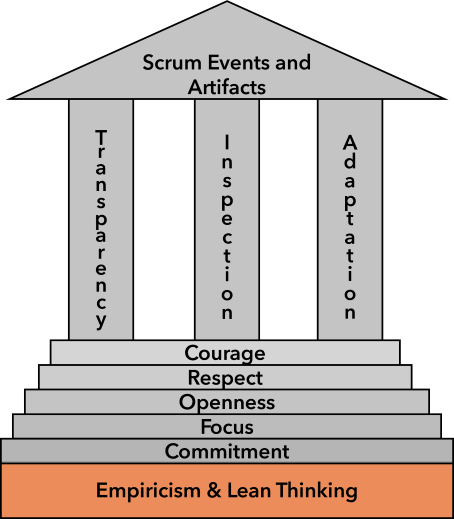 Scrum Events and
Artifacts
Transparency
Inspection
Adaptation
Courage
Respect
Openness
Focus
Commitment
Empiricism & Lean Thinking